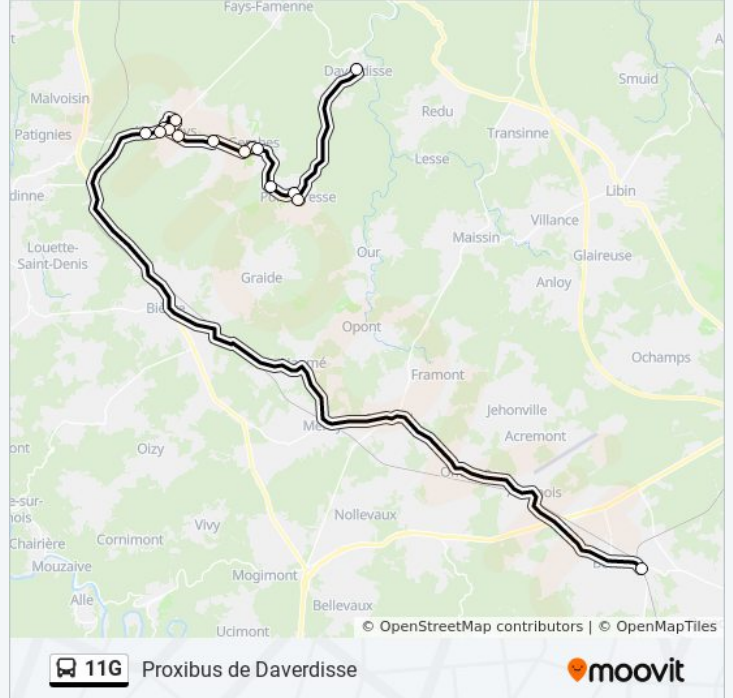 Fays-Famenne
Smuid
Malvoisin
Redu
Patignies
Transinne
Lesse
Libin
Villance
Maissin
Louette-
Saint-Denis
Our
Glaireuse
Graide
Anloy
Opont
Ochamps
Framont
Jehonville
Acremont
Oizy
Nollevaux
Vivy
Cornimont
Chairière
Mouzaive
Mogimont
Alle
Bellevaux
Ucimont
© OpenStreetMap contributors | © OpenMapTiles
11G Proxibus de Daverdisse
moovit